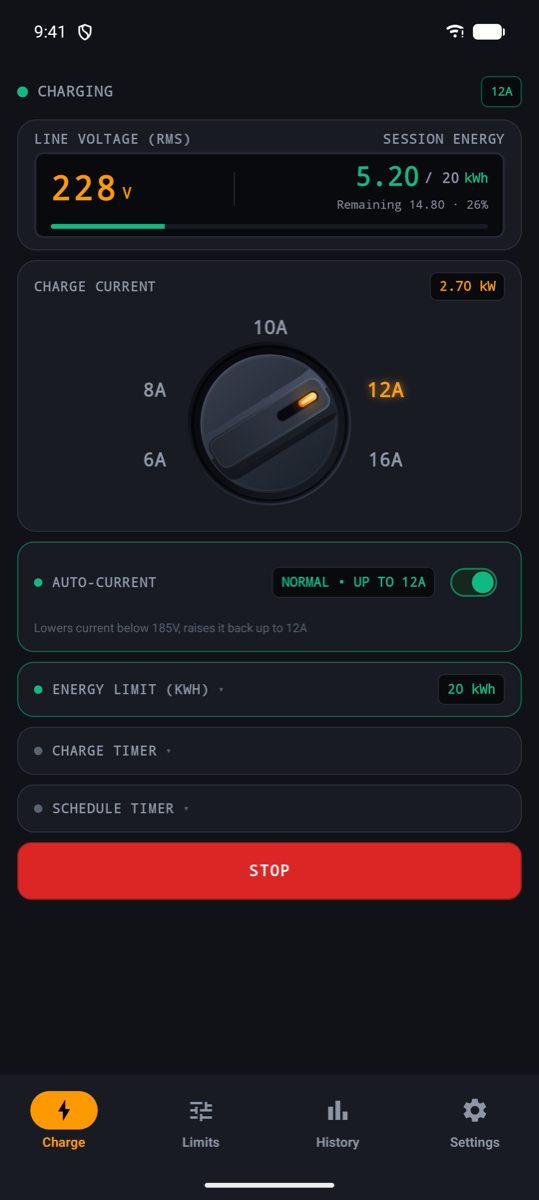 9:41
CHARGING
12A
LINE VOLTAGE (RMS) SESSION ENERGY
228 V
5.20 / 20 kWh
Remaining 14.80 · 26%
CHARGE CURRENT
2.70 kW
10A
8A
12A
6A
16A
AUTO-CURRENT
NORMAL • UP TO 12A
Lowers current below 185V, raises it back up to 12A
ENERGY LIMIT (KWH) ▾
20 kWh
CHARGE TIMER ▾
SCHEDULE TIMER ▾
STOP
Charge Limits History Settings